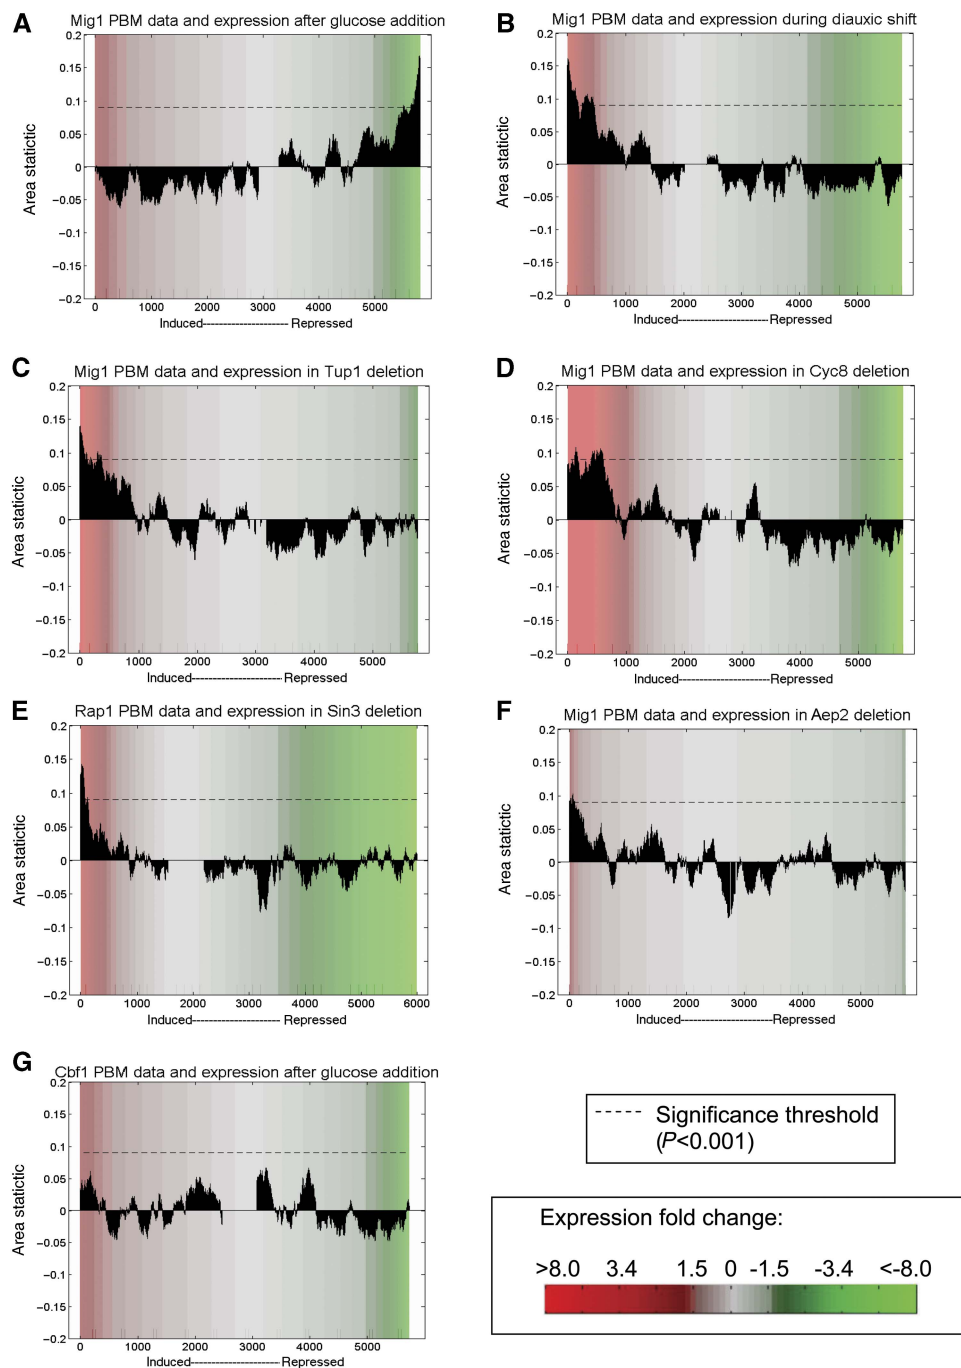 A
Mig1 PBM data and expression after glucose addition
0.2
0.15
0.1
0.05
0
−0.05
−0.1
−0.15
−0.2
Area statictic
0 1000 2000 3000 4000 5000
Induced---------------------- Repressed
B
Mig1 PBM data and expression during diauxic shift
0.2
0.15
0.1
0.05
0
−0.05
−0.1
−0.15
−0.2
Area statictic
0 1000 2000 3000 4000 5000
Induced-----------------------Repressed
C
Mig1 PBM data and expression in Tup1 deletion
0.2
0.15
0.1
0.05
0
−0.05
−0.1
−0.15
−0.2
Area statictic
0 1000 2000 3000 4000 5000
Induced----------------------- Repressed
D
Mig1 PBM data and expression in Cyc8 deletion
0.2
0.15
0.1
0.05
0
−0.05
−0.1
−0.15
−0.2
Area statictic
0 1000 2000 3000 4000 5000
Induced-----------------------Repressed
E
Rap1 PBM data and expression in Sin3 deletion
0.2
0.15
0.1
0.05
0
−0.05
−0.1
−0.15
−0.2
Area statictic
0 1000 2000 3000 4000 5000 6000
Induced----------------------- Repressed
F
Mig1 PBM data and expression in Aep2 deletion
0.2
0.15
0.1
0.05
0
−0.05
−0.1
−0.15
−0.2
Area statictic
0 1000 2000 3000 4000 5000
Induced-----------------------Repressed
G
Cbf1 PBM data and expression after glucose addition
0.2
0.15
0.1
0.05
0
−0.05
−0.1
−0.15
−0.2
Area statictic
0 1000 2000 3000 4000 5000
Induced----------------------- Repressed
Significance threshold
(P<0.001)
Expression fold change:
>8.0 3.4 1.5 0 -1.5 -3.4 <-8.0